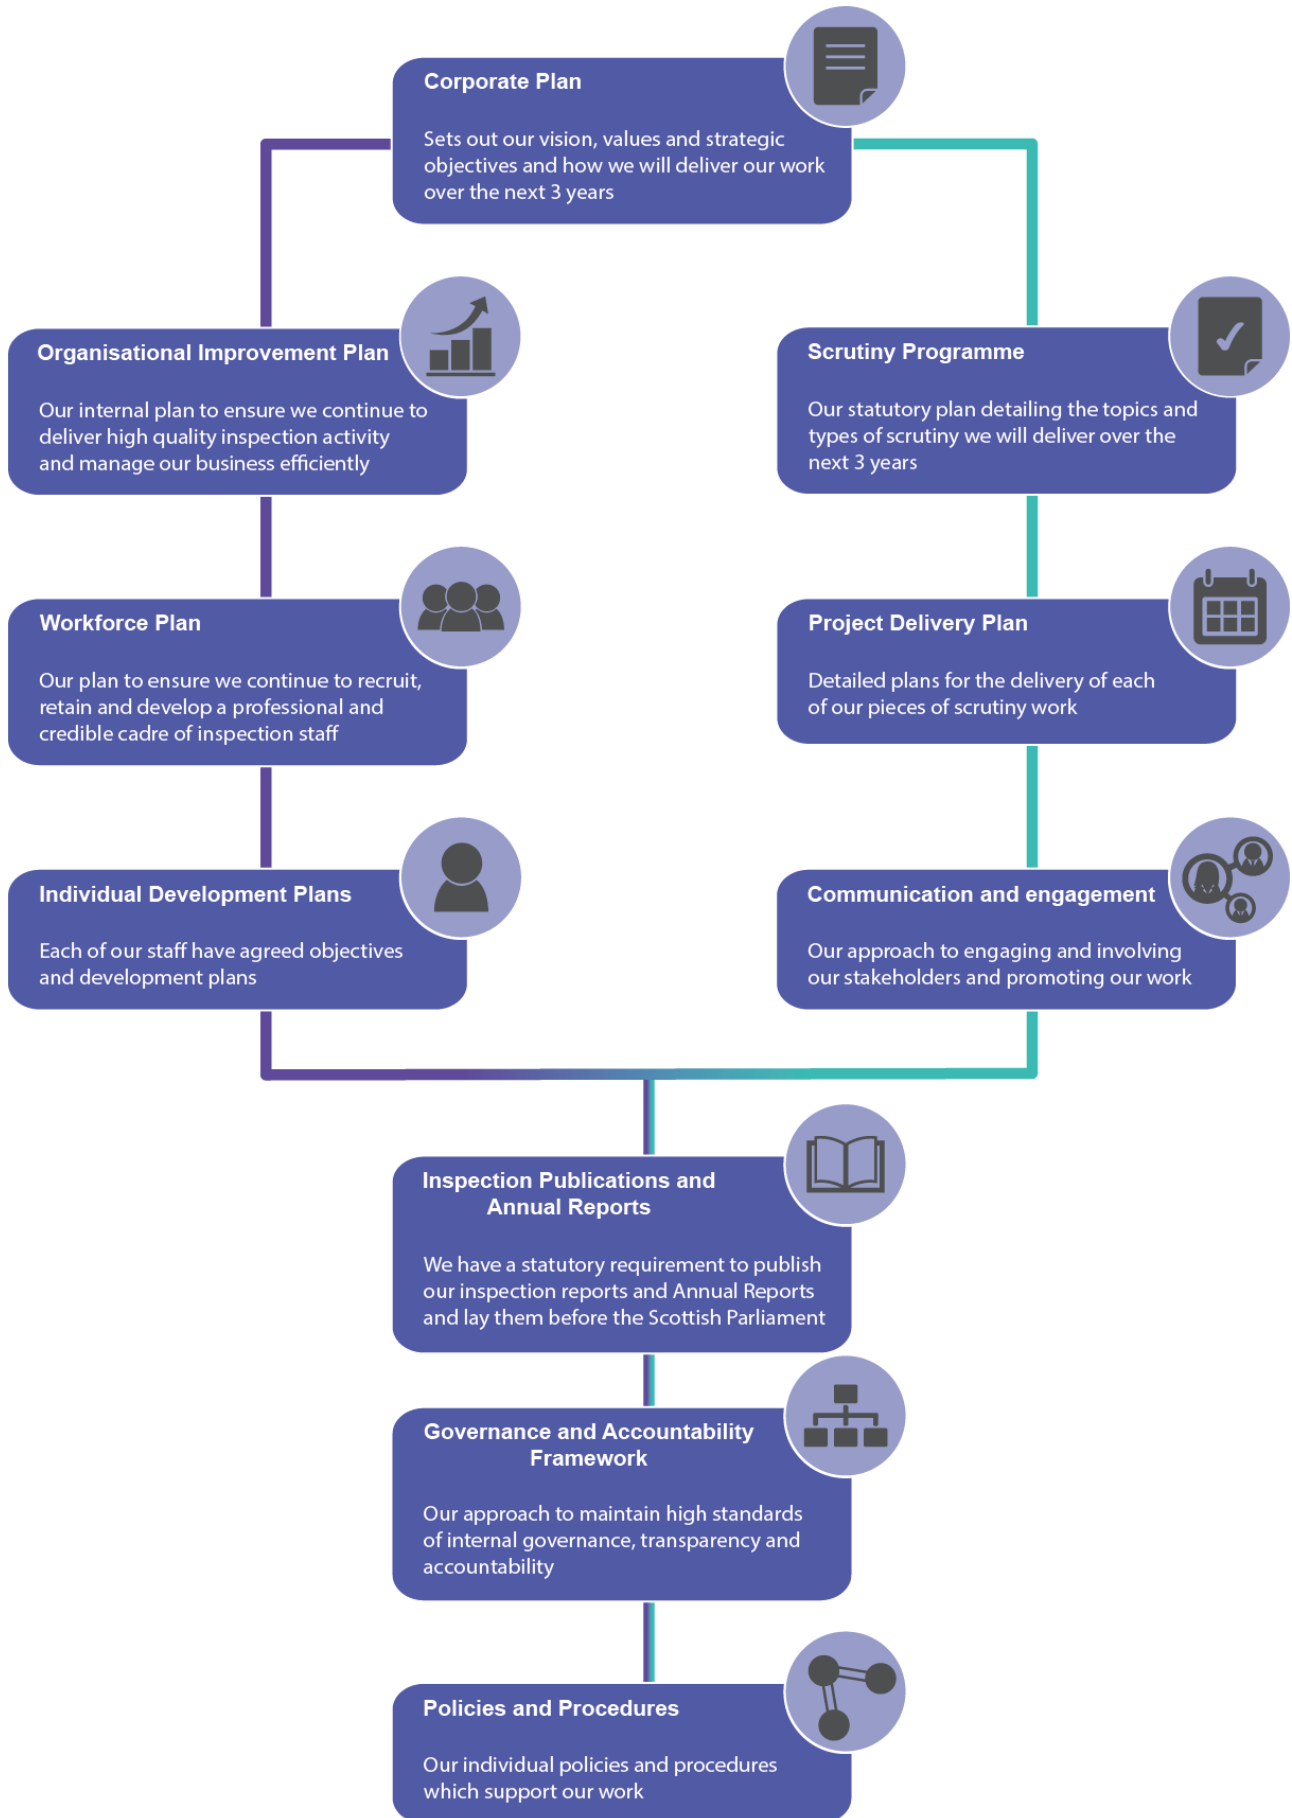 Corporate Plan
Sets out our vision, values and strategic
objectives and how we will deliver our work
over the next 3 years
Organisational Improvement Plan
Our internal plan to ensure we continue to
deliver high quality inspection activity
and manage our business efficiently
Scrutiny Programme
Our statutory plan detailing the topics and
types of scrutiny we will deliver over the
next 3 years
Workforce Plan
Our plan to ensure we continue to recruit,
retain and develop a professional and
credible cadre of inspection staff
Project Delivery Plan
Detailed plans for the delivery of each
of our pieces of scrutiny work
Individual Development Plans
Each of our staff have agreed objectives
and development plans
Communication and engagement
Our approach to engaging and involving
our stakeholders and promoting our work
Inspection Publications and
Annual Reports
We have a statutory requirement to publish
our inspection reports and Annual Reports
and lay them before the Scottish Parliament
Governance and Accountability
Framework
Our approach to maintain high standards
of internal governance, transparency and
accountability
Policies and Procedures
Our individual policies and procedures
which support our work